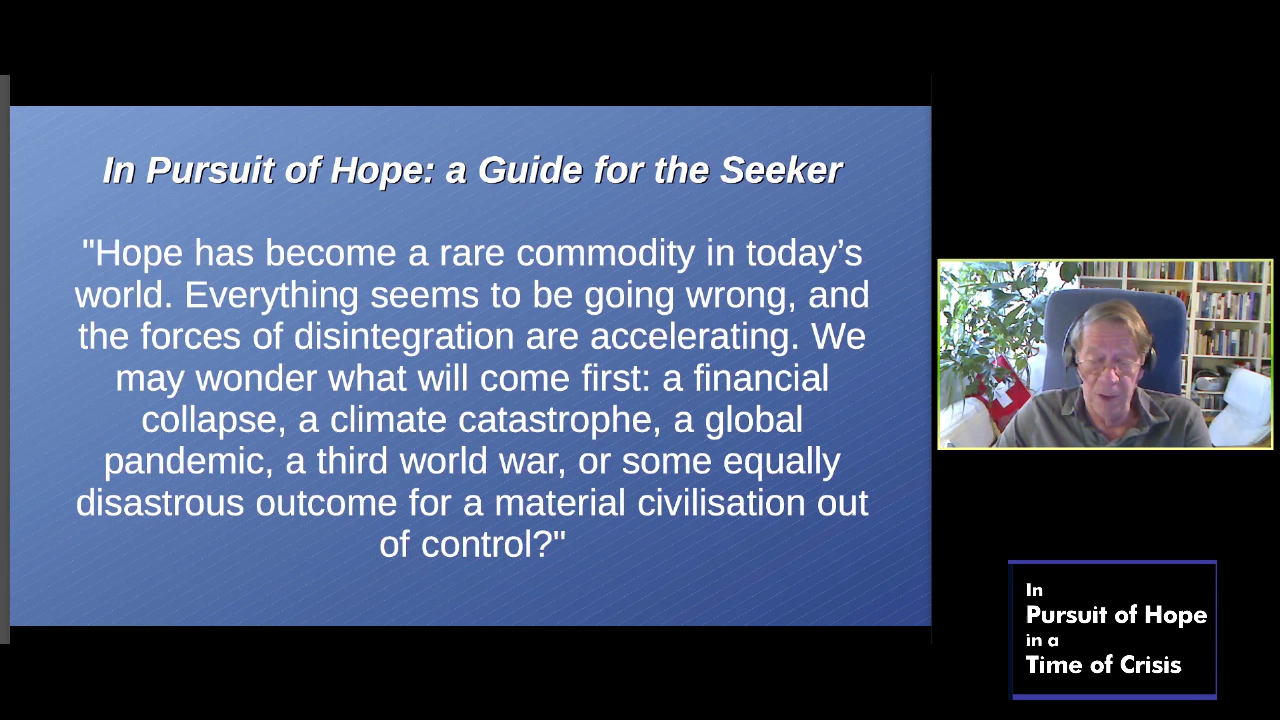 In Pursuit of Hope: a Guide for the Seeker
"Hope has become a rare commodity in today’s
world. Everything seems to be going wrong, and
the forces of disintegration are accelerating. We
may wonder what will come first: a financial
collapse, a climate catastrophe, a global
pandemic, a third world war, or some equally
disastrous outcome for a material civilisation out
of control?"
In
Pursuit of Hope
in a
Time of Crisis